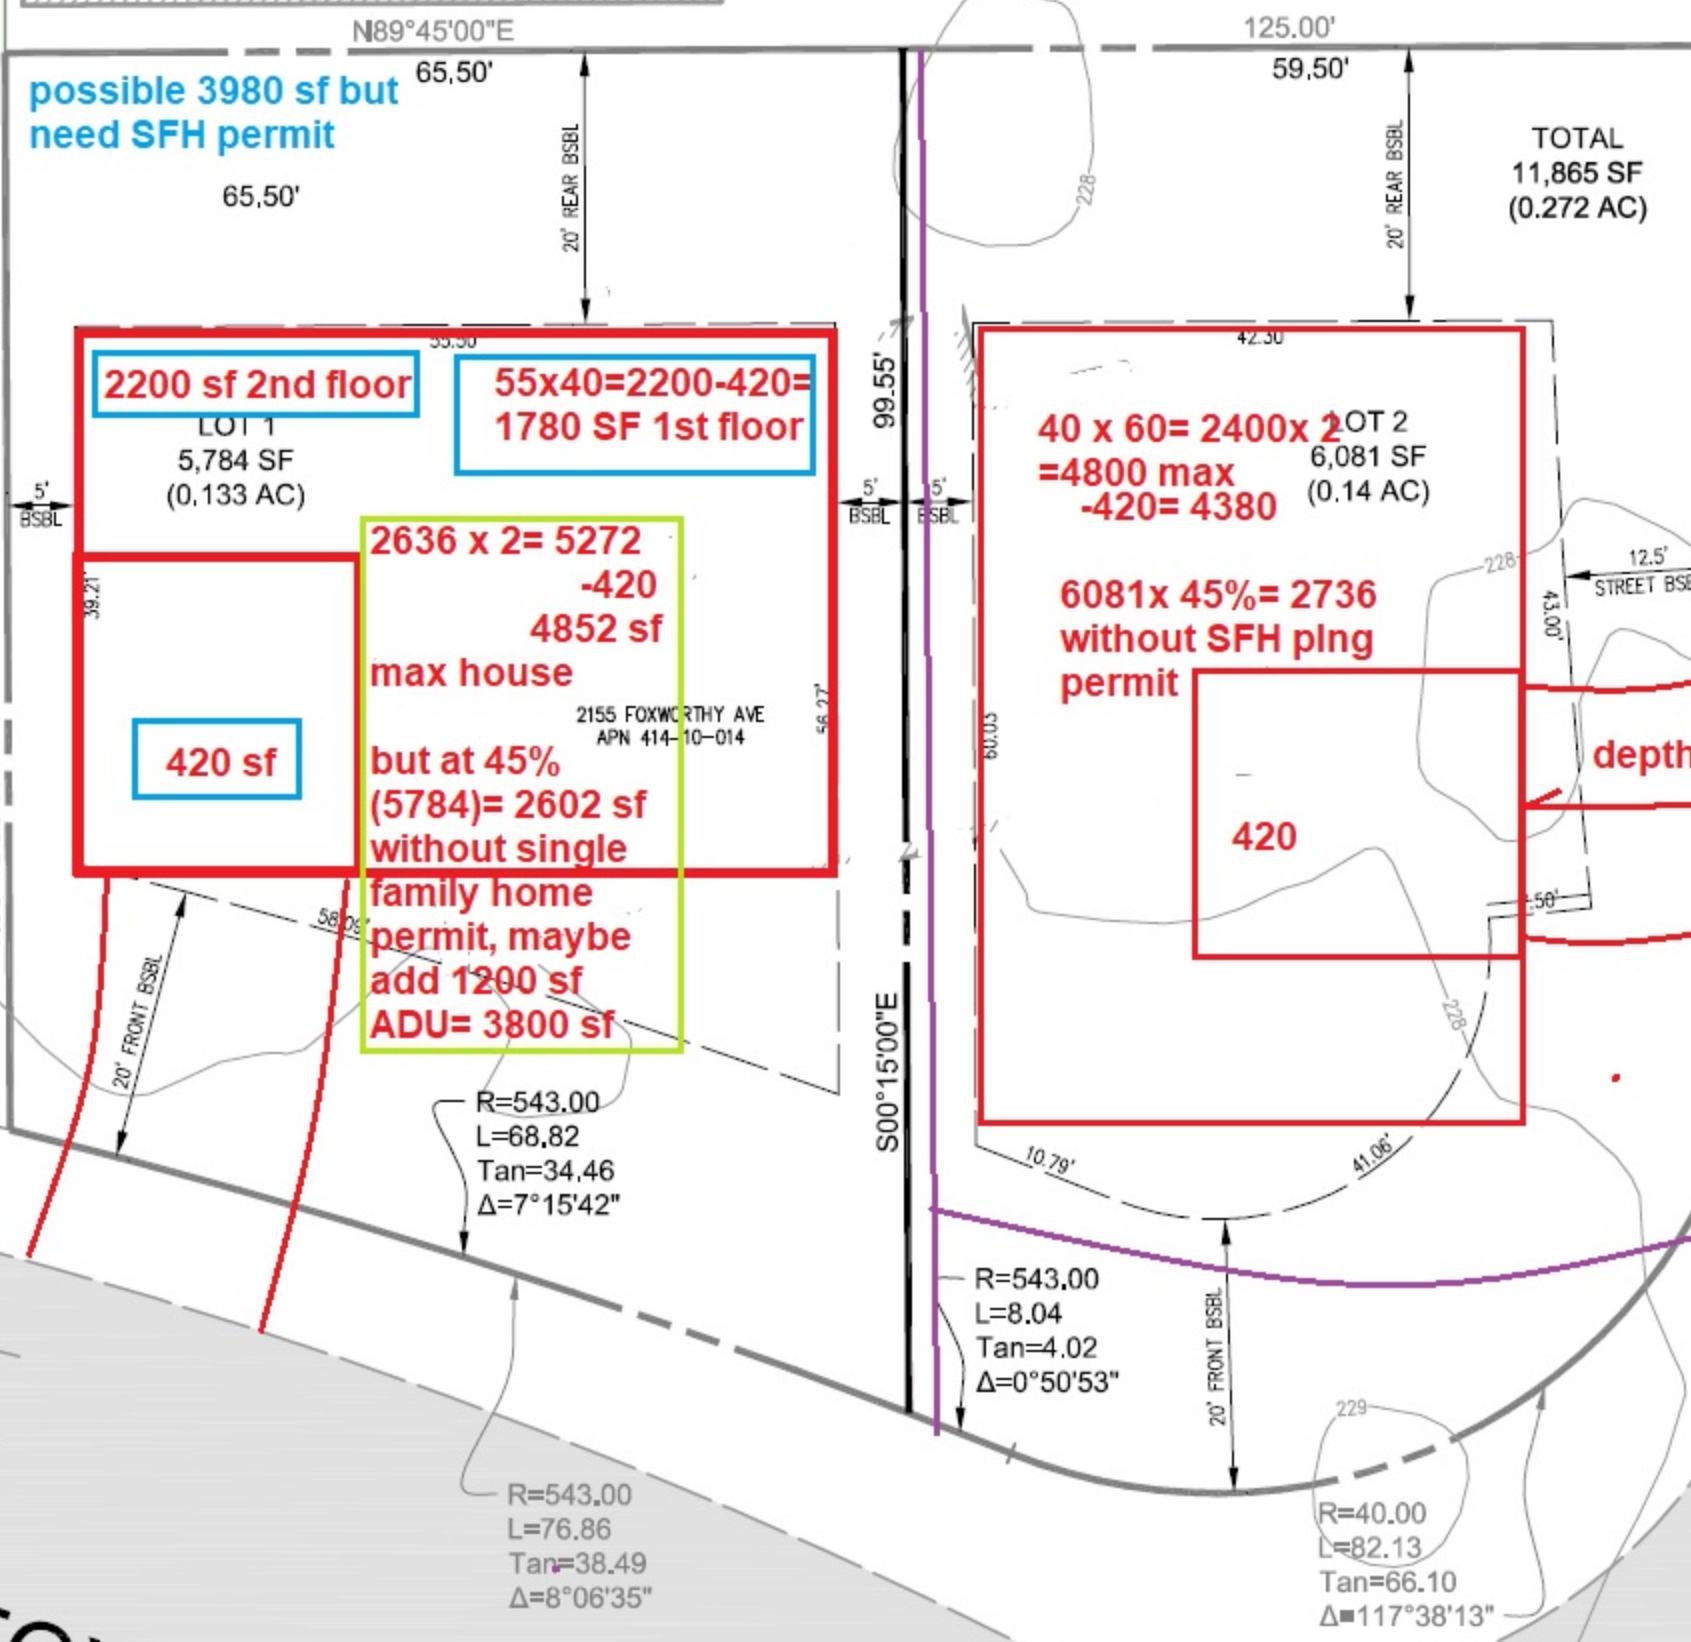 N89°45'00"E
125.00'
65.50'
59.50'
possible 3980 sf but
need SFH permit
65.50'
20' REAR BSBL
20' REAR BSBL
228
TOTAL
11,865 SF
(0.272 AC)
55.50
42.30
2200 sf 2nd floor
55x40=2200-420=
1780 SF 1st floor
LOT 1
5,784 SF
(0.133 AC)
99.55'
40 x 60= 2400x 2
=4800 max
-420= 4380
LOT 2
6,081 SF
(0.14 AC)
5'
BSBL
5'
BSBL
5'
BSBL
2636 x 2= 5272
-420
4852 sf
max house
6081x 45%= 2736
without SFH plng
permit
228
12.5'
STREET BSB
43.00'
39.21'
56.27'
60.03
2155 FOXWORTHY AVE
APN 414-10-014
420 sf
but at 45%
(5784)= 2602 sf
without single
family home
permit, maybe
add 1200 sf
ADU= 3800 sf
depth
420
.50'
58.09'
20' FRONT BSBL
228
S00°15'00"E
R=543.00
L=68.82
Tan=34.46
Δ=7°15'42"
10.79'
41.06'
R=543.00
L=8.04
Tan=4.02
Δ=0°50'53"
20' FRONT BSBL
229
R=543.00
L=76.86
Tan=38.49
Δ=8°06'35"
R=40.00
L=82.13
Tan=66.10
Δ=117°38'13"